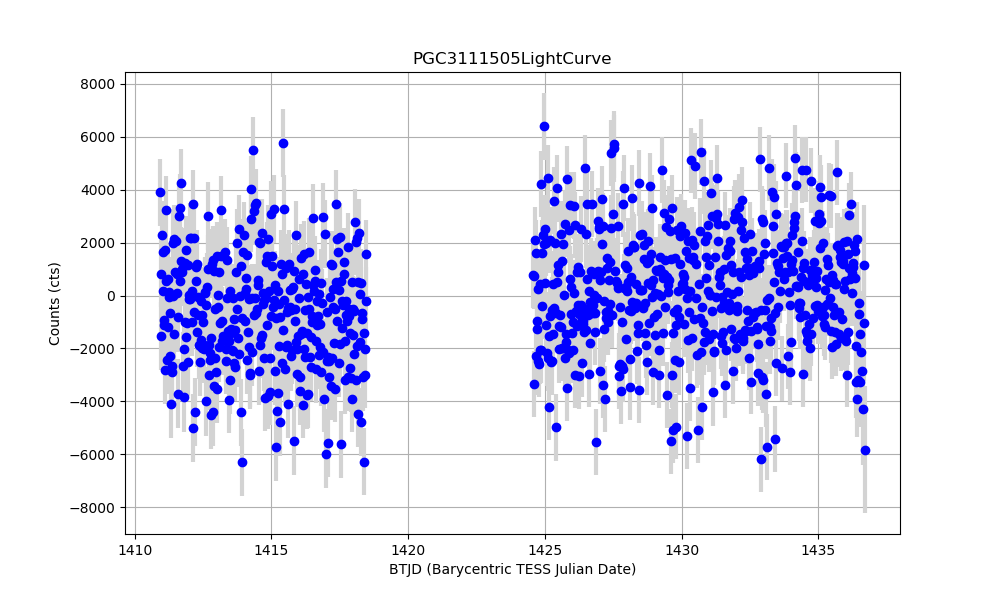 PGC3111505LightCurve
8000
6000
4000
2000
0
−2000
−4000
−6000
−8000
Counts (cts)
1410 1415 1420 1425 1430 1435
BTJD (Barycentric TESS Julian Date)